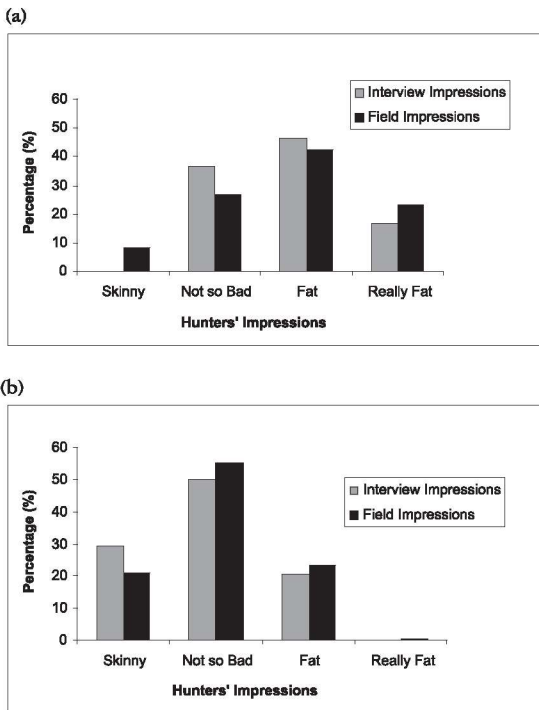 (a)
60
50
40
30
20
10
0
Percentage (%)
Interview Impressions
Field Impressions
Skinny Not so Bad Fat Really Fat
Hunters' Impressions
(b)
60
50
40
30
20
10
0
Percentage (%)
Interview Impressions
Field Impressions
Skinny Not so Bad Fat Really Fat
Hunters' Impressions